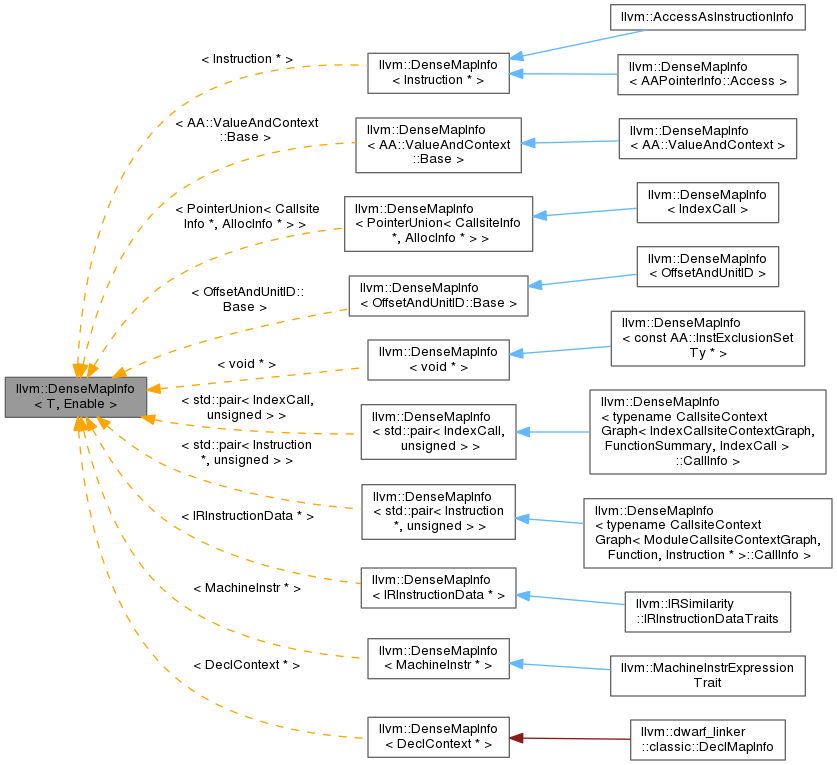 llvm::AccessAsInstructionInfo
< Instruction * >
llvm::DenseMapInfo
< Instruction * >
llvm::DenseMapInfo
< AAPointerInfo::Access >
< AA::ValueAndContext
::Base >
llvm::DenseMapInfo
< AA::ValueAndContext
::Base >
llvm::DenseMapInfo
< AA::ValueAndContext >
< PointerUnion< Callsite
Info *, AllocInfo * > >
llvm::DenseMapInfo
< PointerUnion< CallsiteInfo
*, AllocInfo * > >
llvm::DenseMapInfo
< IndexCall >
< OffsetAndUnitID::
Base >
llvm::DenseMapInfo
< OffsetAndUnitID::Base >
llvm::DenseMapInfo
< OffsetAndUnitID >
< void * >
llvm::DenseMapInfo
< void * >
llvm::DenseMapInfo
< const AA::InstExclusionSet
Ty * >
llvm::DenseMapInfo
< T, Enable >
< std::pair< IndexCall,
unsigned > >
llvm::DenseMapInfo
< std::pair< IndexCall,
unsigned > >
llvm::DenseMapInfo
< typename CallsiteContext
Graph< IndexCallsiteContextGraph,
FunctionSummary, IndexCall >
::CallInfo >
< std::pair< Instruction
*, unsigned > >
llvm::DenseMapInfo
< std::pair< Instruction
*, unsigned > >
llvm::DenseMapInfo
< typename CallsiteContext
Graph< ModuleCallsiteContextGraph,
Function, Instruction * >::CallInfo >
< IRInstructionData * >
llvm::DenseMapInfo
< IRInstructionData * >
llvm::IRSimilarity
::IRInstructionDataTraits
< MachineInstr * >
llvm::DenseMapInfo
< MachineInstr * >
llvm::MachineInstrExpression
Trait
< DeclContext * >
llvm::DenseMapInfo
< DeclContext * >
llvm::dwarf_linker
::classic::DeclMapInfo